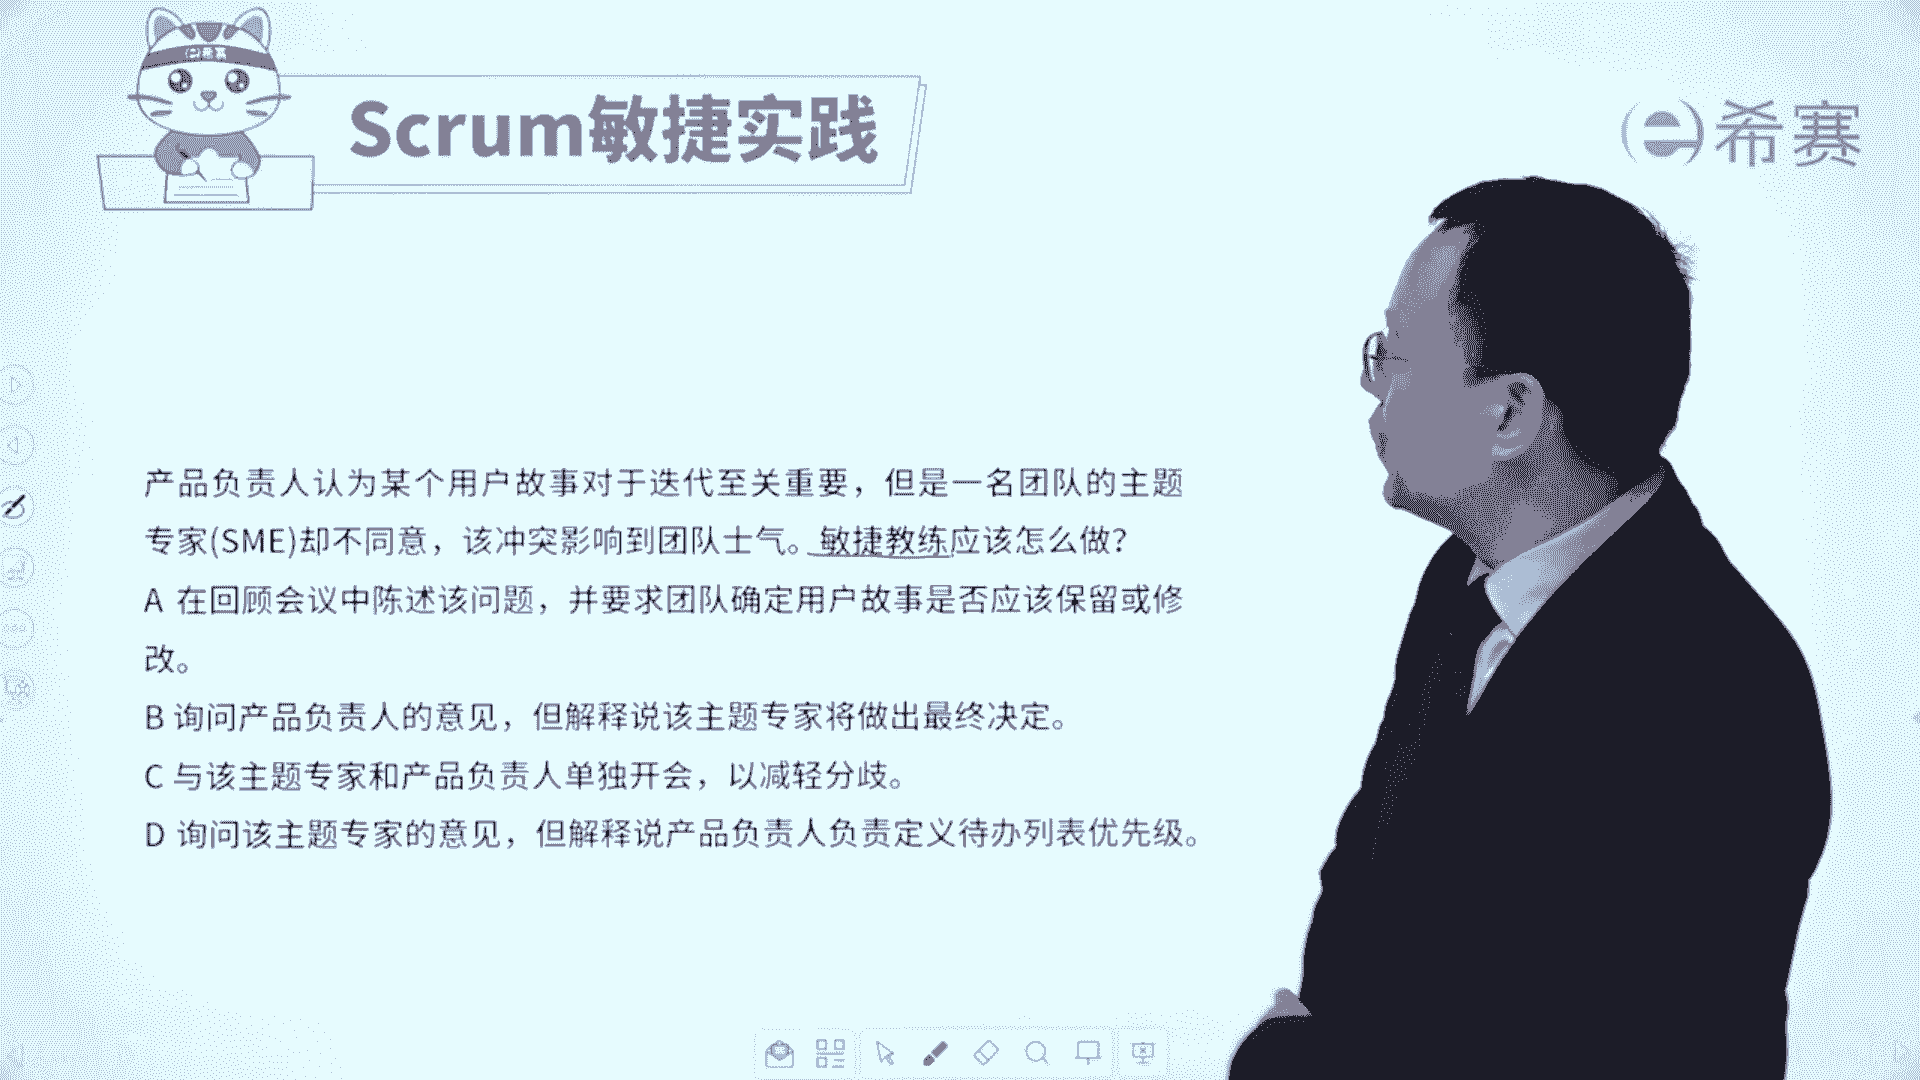 Scrum敏捷实践
希赛
产品负责人认为某个用户故事对于迭代至关重要，但是一名团队的主题
专家(SME)却不同意，该冲突影响到团队士气。敏捷教练应该怎么做？
A 在回顾会议中陈述该问题，并要求团队确定用户故事是否应该保留或修
改。
B 询问产品负责人的意见，但解释说该主题专家将做出最终决定。
C 与该主题专家和产品负责人单独开会，以减轻分歧。
D 询问该主题专家的意见，但解释说产品负责人负责定义待办列表优先级。